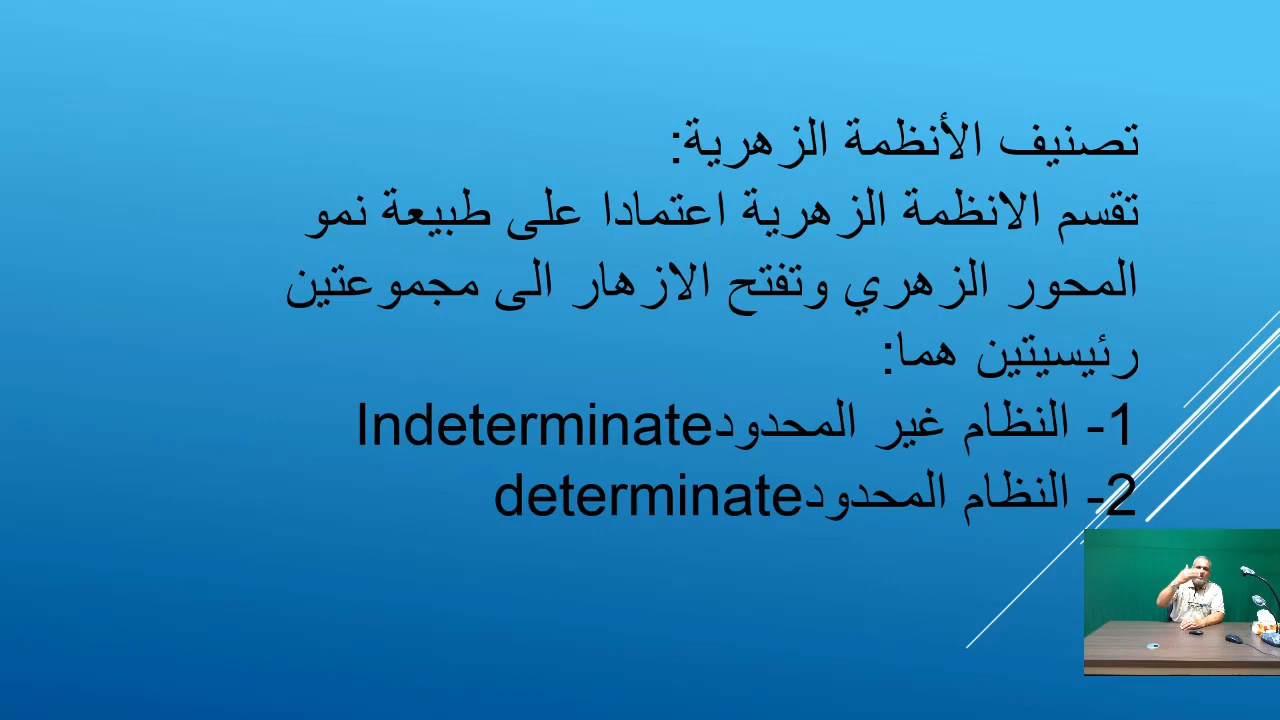 تصنيف الأنظمة الزهرية:
تقسم الانظمة الزهرية اعتمادا على طبيعة نمو
المحور الزهري وتفتح الازهار الى مجموعتين
رئيسيتين هما:
1- النظام غير المحدودIndeterminate
2- النظام المحدودdeterminate